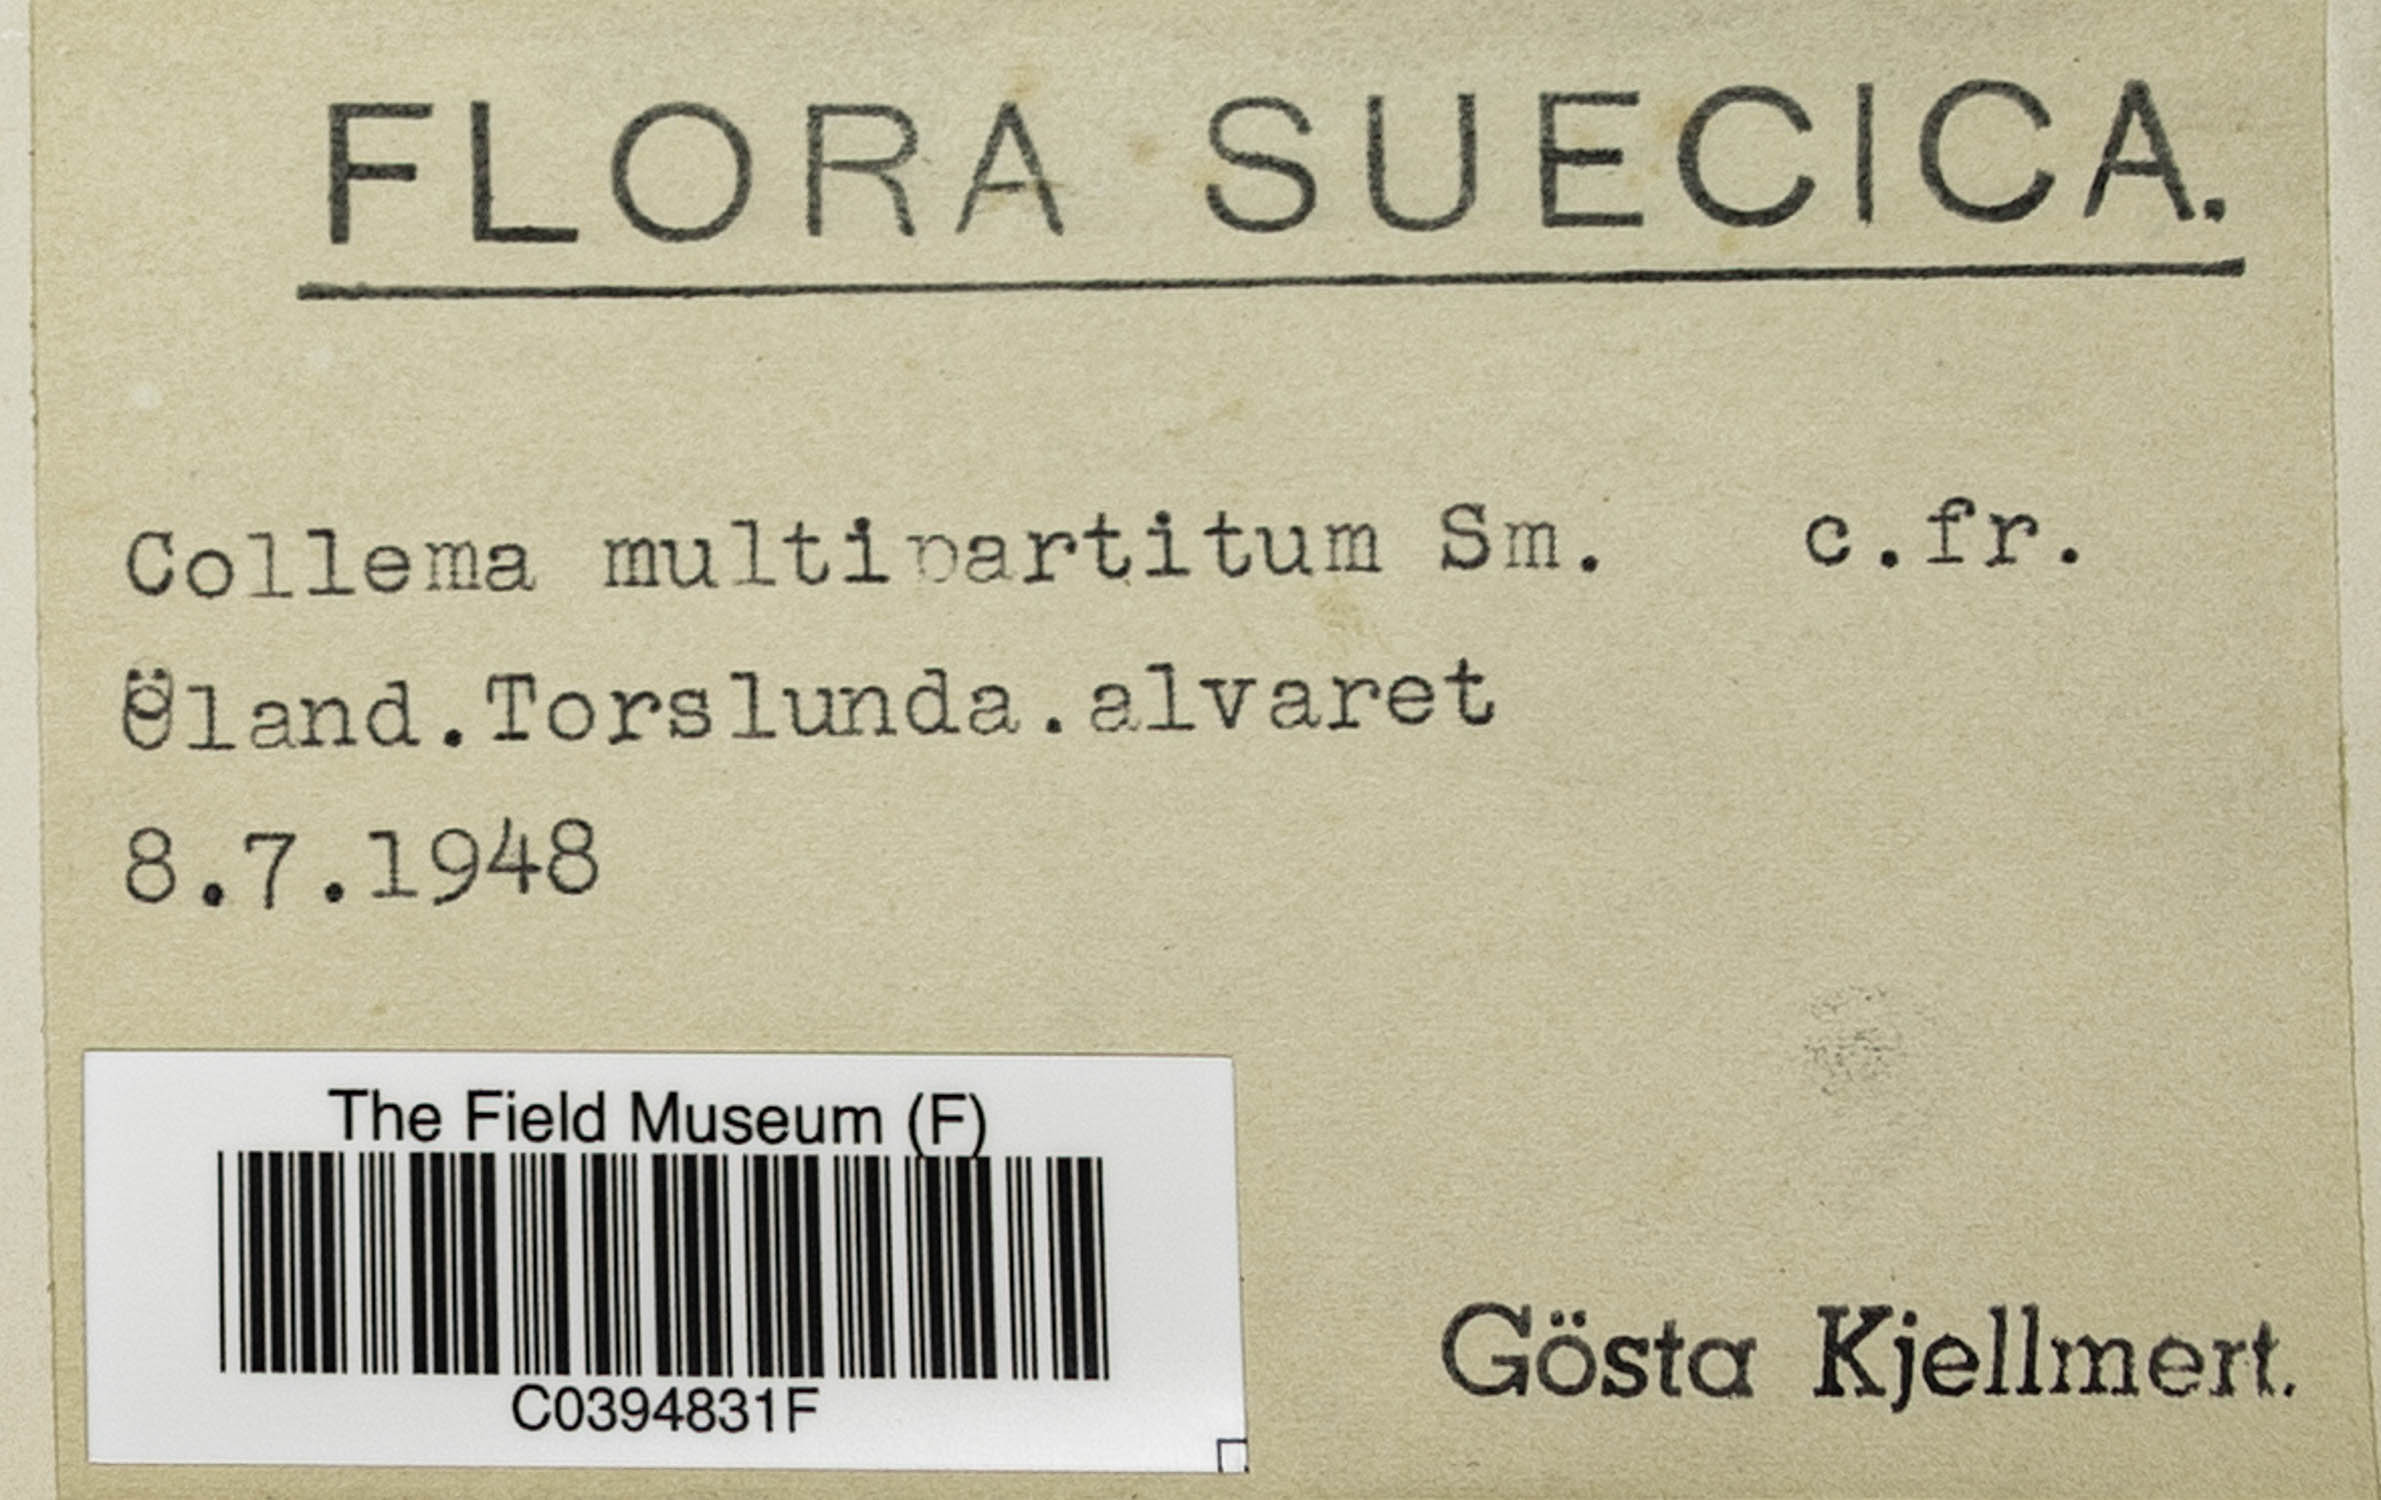 FLORA SUECICA.
Collema multipartitum Sm. c.fr.
Öland.Torslunda.alvaret
8.7.1948
The Field Museum (F)
C0394831F
Gösta Kjellmert.